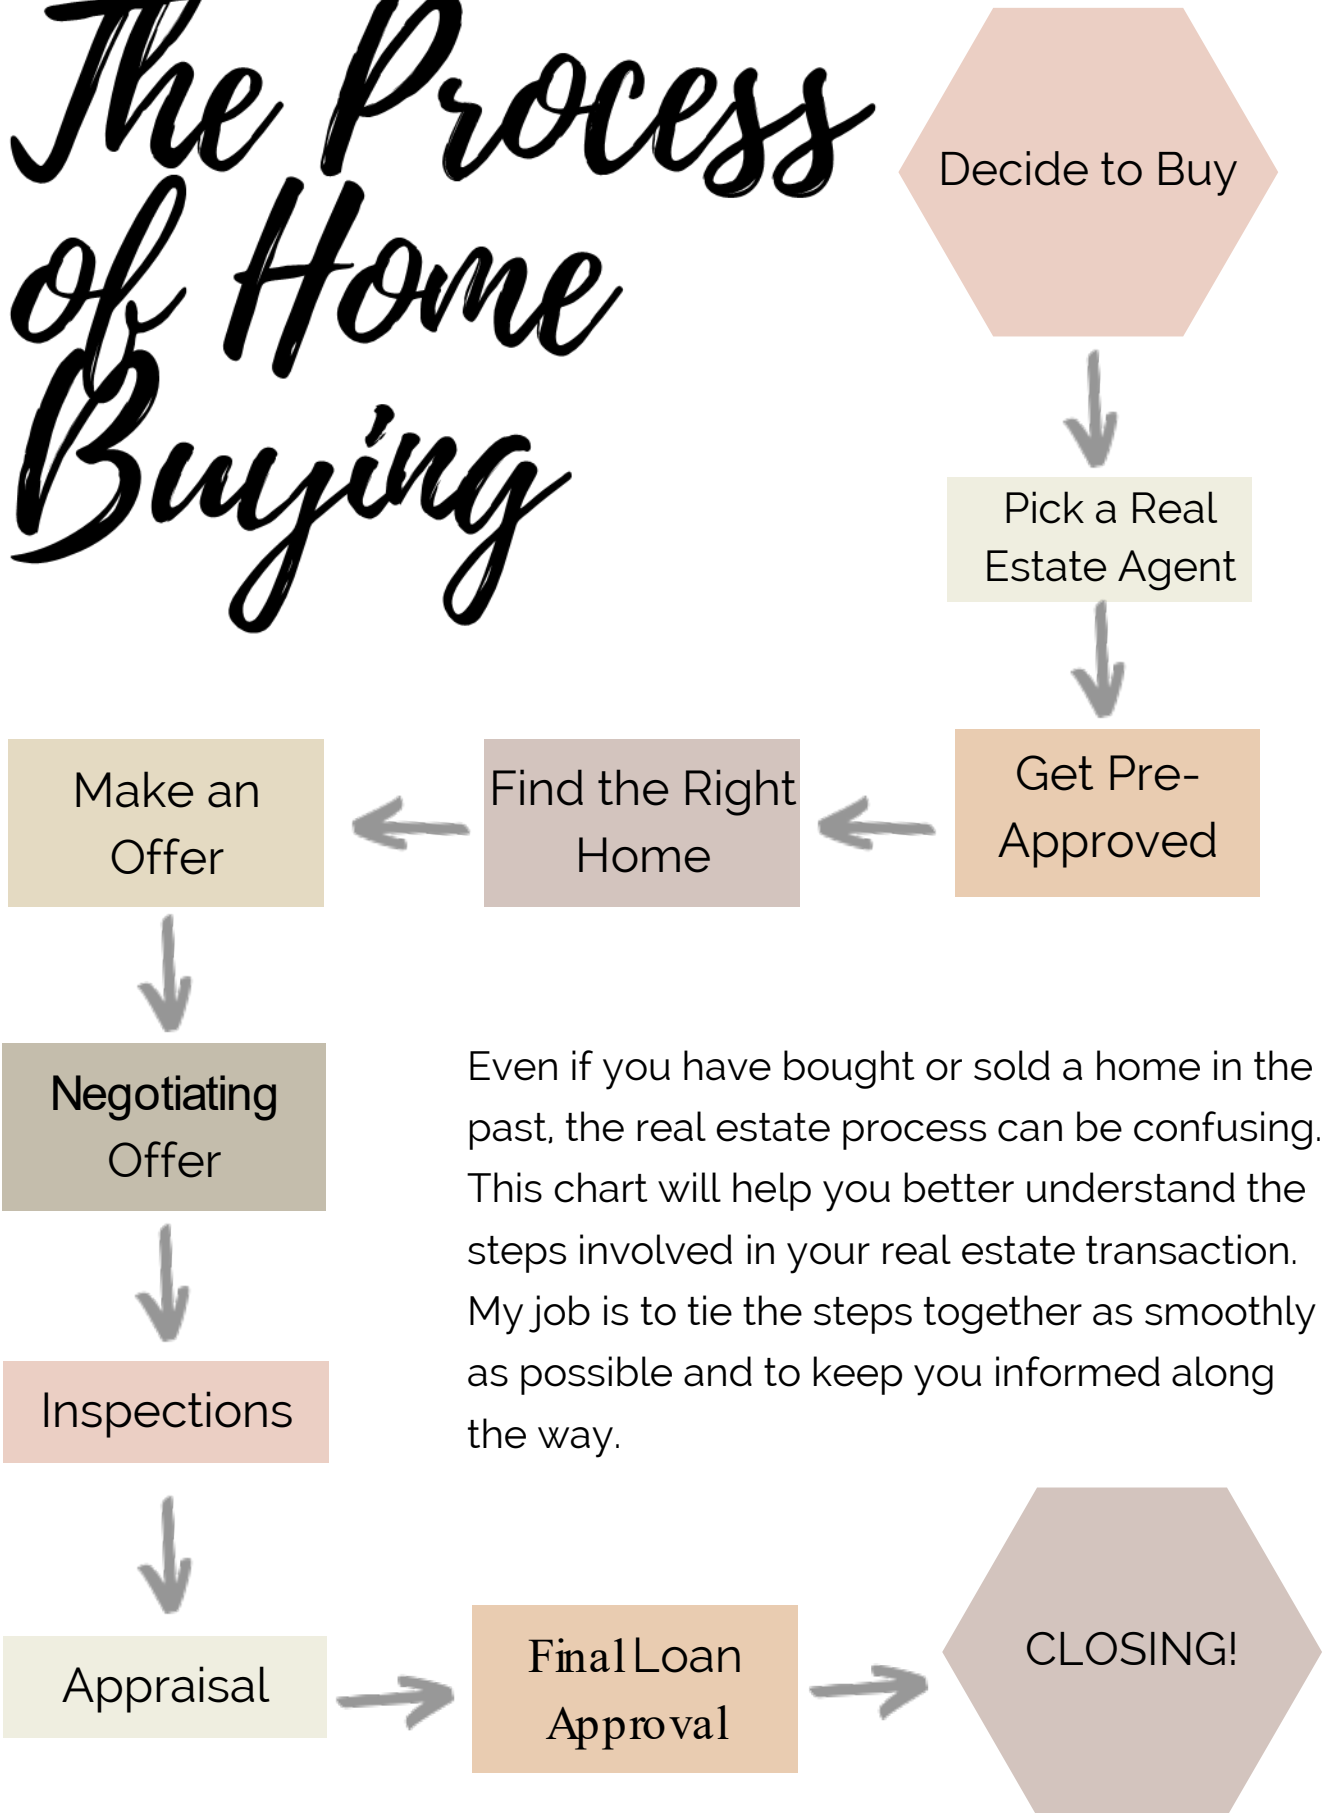 The Process
of Home
Buying
Decide to Buy
Pick a Real
Estate Agent
Get Pre-
Approved
Find the Right
Home
Make an
Offer
Negotiating
Offer
Even if you have bought or sold a home in the
past, the real estate process can be confusing.
This chart will help you better understand the
steps involved in your real estate transaction.
My job is to tie the steps together as smoothly
as possible and to keep you informed along
the way.
Inspections
Appraisal
Final Loan
Approval
CLOSING!